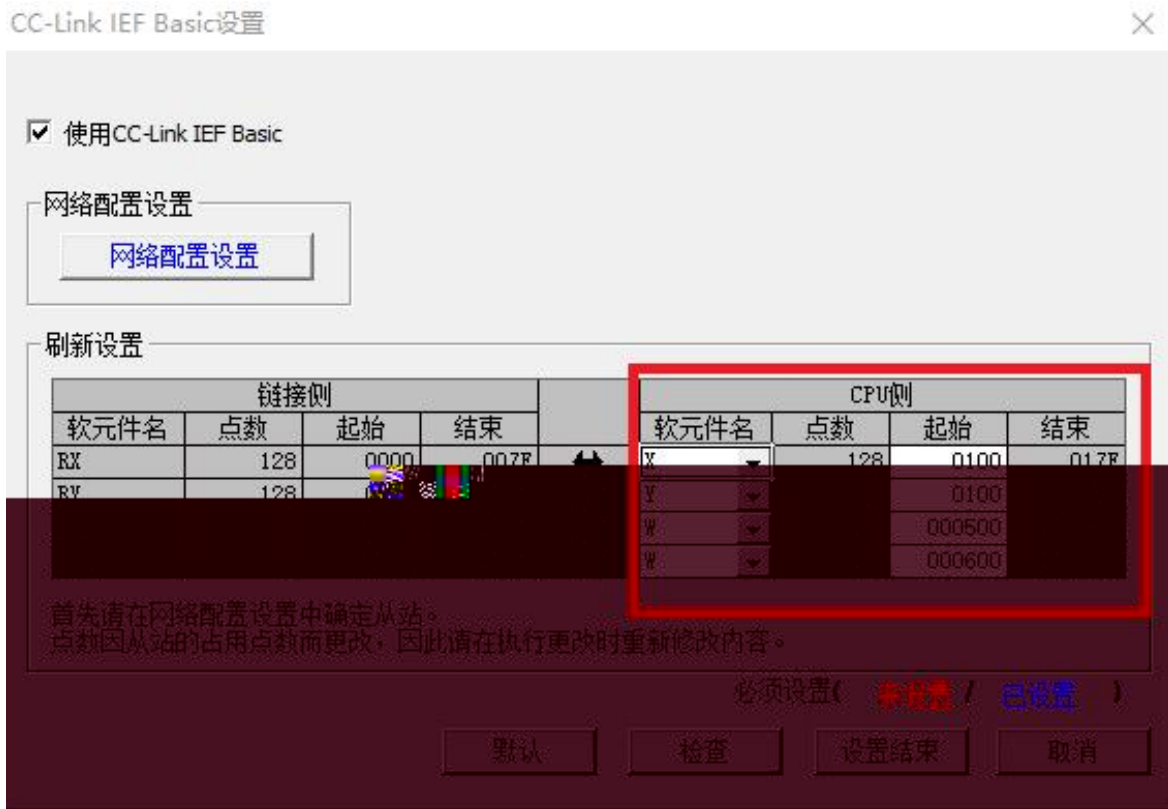 CC-Link IEF Basic设置
使用CC-Link IEF Basic
网络配置设置
网络配置设置
刷新设置
链接侧 CPU侧
软元件名 点数 起始 结束 软元件名 点数 起始 结束
RX 128 0000 007F X 128 0100 017F
RY 128 Y 0100
W 000500
W 000600
首先请在网络配置设置中确定从站。
点数因从站的占用点数而更改，因此请在执行更改时重新修改内容。
必须设置( 未设置 / 已设置 )
默认 检查 设置结束 取消